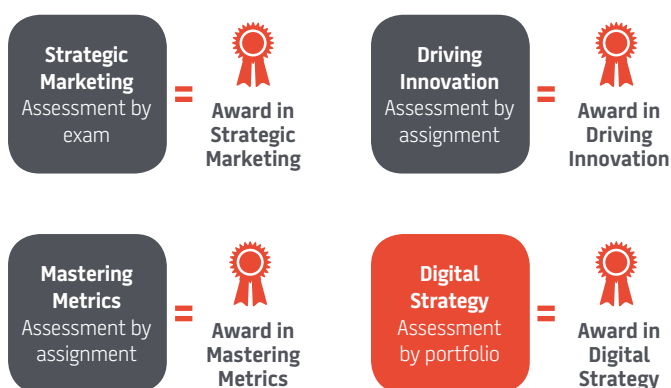 Strategic
Marketing
Assessment by
exam
=
Award in
Strategic
Marketing
Driving
Innovation
Assessment by
assignment
=
Award in
Driving
Innovation
Mastering
Metrics
Assessment by
assignment
=
Award in
Mastering
Metrics
Digital
Strategy
Assessment
by portfolio
=
Award in
Digital
Strategy